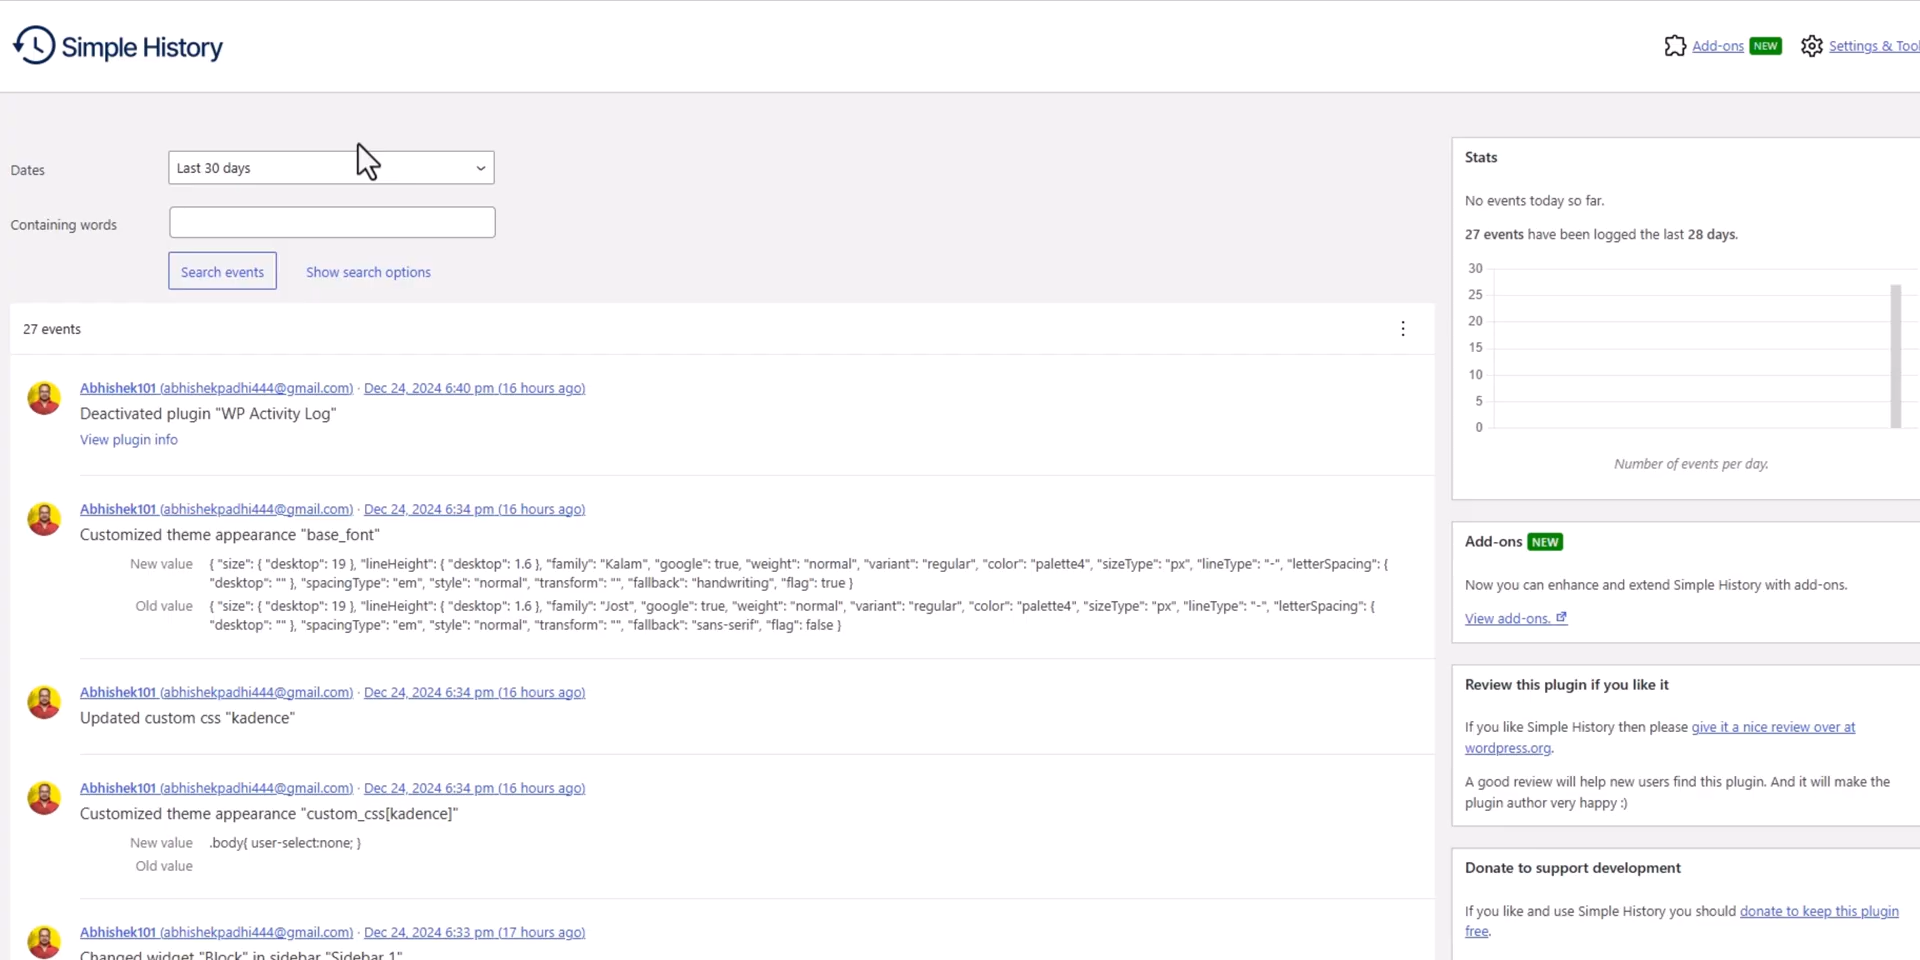 Simple History
Add-ons NEW Settings & Tool
Dates Last 30 days
Containing words
Search events Show search options
27 events
Abhishek101 (abhishekpadhi444@gmail.com) · Dec 24, 2024 6:40 pm (16 hours ago)
Deactivated plugin "WP Activity Log"
View plugin info
Abhishek101 (abhishekpadhi444@gmail.com) · Dec 24, 2024 6:34 pm (16 hours ago)
Customized theme appearance "base_font"
New value { "size": { "desktop": 19 }, "lineHeight": { "desktop": 1.6 }, "family": "Kalam", "google": true, "weight": "normal", "variant": "regular", "color": "palette4", "sizeType": "px", "lineType": "-", "letterSpacing": {
"desktop": "" }, "spacingType": "em", "style": "normal", "transform": "", "fallback": "handwriting", "flag": true }
Old value { "size": { "desktop": 19 }, "lineHeight": { "desktop": 1.6 }, "family": "Jost", "google": true, "weight": "normal", "variant": "regular", "color": "palette4", "sizeType": "px", "lineType": "-", "letterSpacing": {
"desktop": "" }, "spacingType": "em", "style": "normal", "transform": "", "fallback": "sans-serif", "flag": false }
Abhishek101 (abhishekpadhi444@gmail.com) · Dec 24, 2024 6:34 pm (16 hours ago)
Updated custom css "kadence"
Abhishek101 (abhishekpadhi444@gmail.com) · Dec 24, 2024 6:34 pm (16 hours ago)
Customized theme appearance "custom_css[kadence]"
New value .body{ user-select:none; }
Old value
Abhishek101 (abhishekpadhi444@gmail.com) · Dec 24, 2024 6:33 pm (17 hours ago)
Changed widget "Block" in sidebar "Sidebar 1"
Stats
No events today so far.
27 events have been logged the last 28 days.
30
25
20
15
10
5
0
Number of events per day.
Add-ons NEW
Now you can enhance and extend Simple History with add-ons.
View add-ons.
Review this plugin if you like it
If you like Simple History then please give it a nice review over at
wordpress.org.
A good review will help new users find this plugin. And it will make the
plugin author very happy :)
Donate to support development
If you like and use Simple History you should donate to keep this plugin
free.